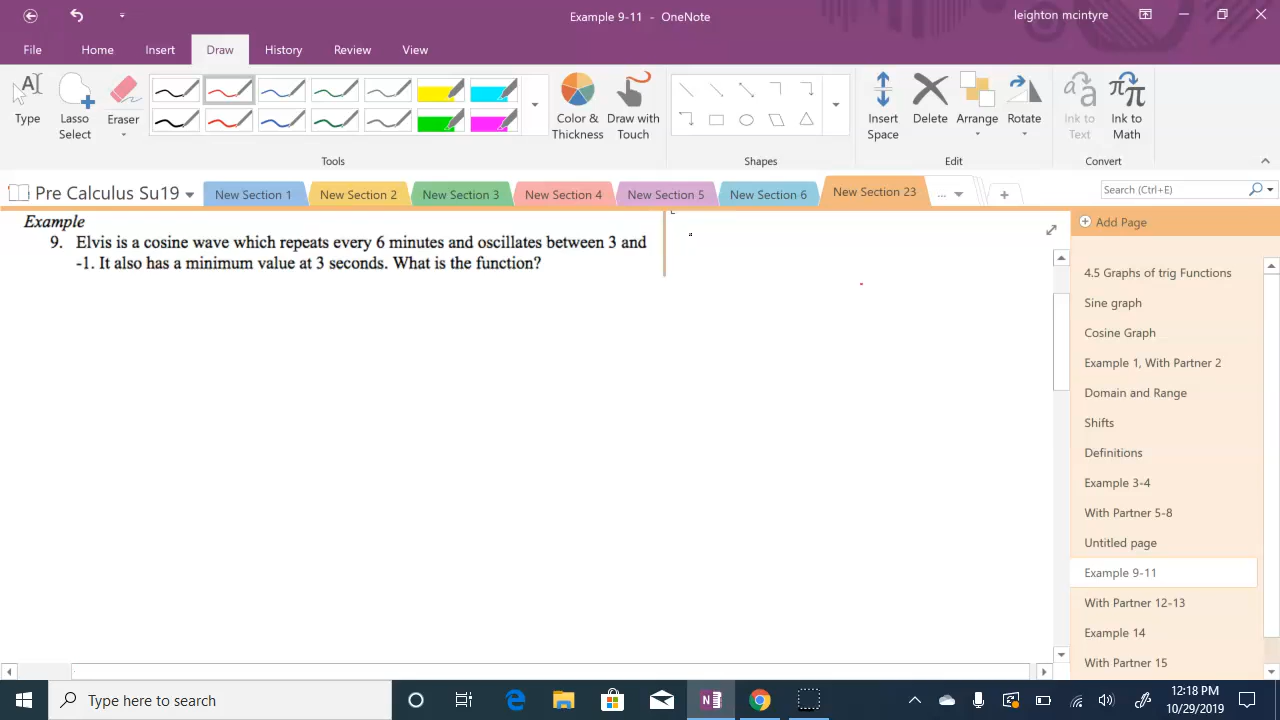 Example 9-11 - OneNote
leighton mcintyre
File Home Insert Draw History Review View
Type
Lasso Select
Eraser
Color & Thickness
Draw with Touch
Insert Space
Delete
Arrange
Rotate
Ink to Text
Ink to Math
Tools
Shapes
Edit
Convert
Pre Calculus Su19
New Section 1
New Section 2
New Section 3
New Section 4
New Section 5
New Section 6
New Section 23
...
Search (Ctrl+E)
Example
9. Elvis is a cosine wave which repeats every 6 minutes and oscillates between 3 and
-1. It also has a minimum value at 3 seconds. What is the function?
Add Page
4.5 Graphs of trig Functions
Sine graph
Cosine Graph
Example 1, With Partner 2
Domain and Range
Shifts
Definitions
Example 3-4
With Partner 5-8
Untitled page
Example 9-11
With Partner 12-13
Example 14
With Partner 15
Type here to search
12:18 PM
10/29/2019